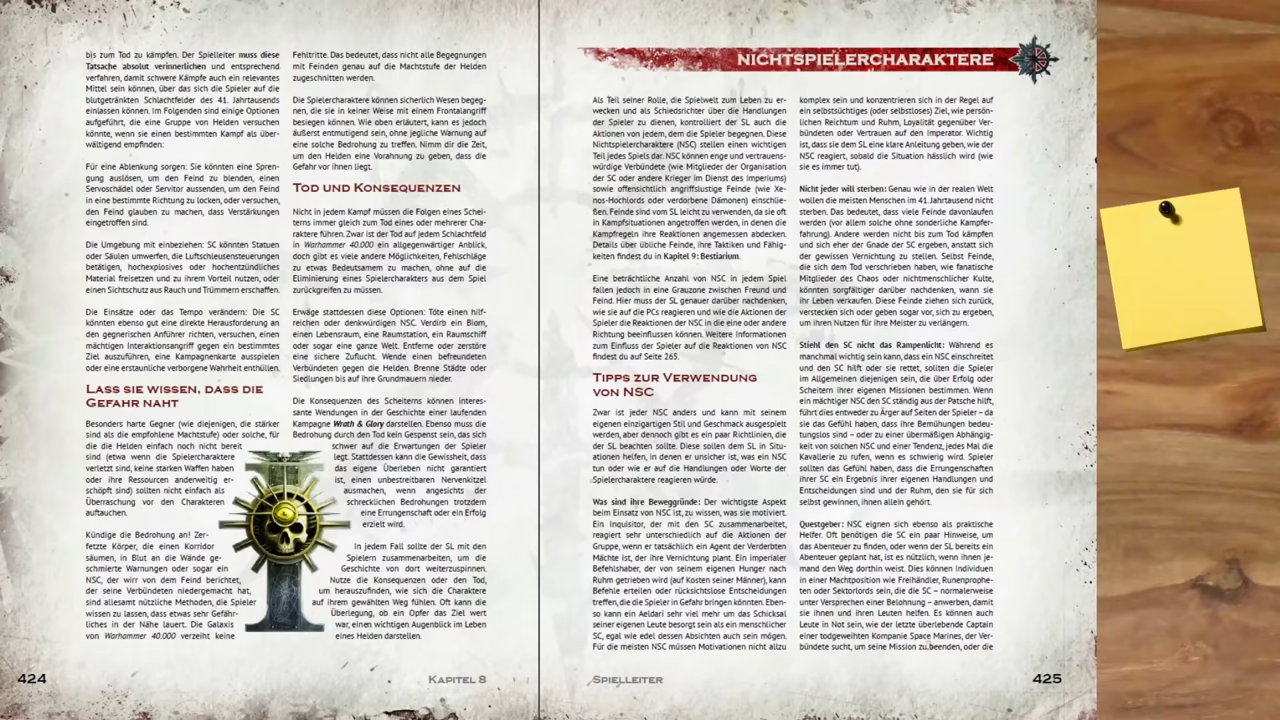 bis zum Tod zu kämpfen. Der Spielleiter muss diese
Tatsache absolut verinnerlichen und entsprechend
verfahren, damit schwere Kämpfe auch ein relevantes
Mittel sein können, über das sich die Spieler auf die
blutgetränkten Schlachtfelder des 41. Jahrtausends
einlassen können. Im Folgenden sind einige Optionen
aufgeführt, die eine Gruppe von Helden versuchen
könnte, wenn sie einen bestimmten Kampf als über-
wältigend empfinden:
Für eine Ablenkung sorgen: Sie könnten eine Spren-
gung auslösen, um den Feind zu blenden, einen
Servoschädel oder Servitor aussenden, um den Feind
in eine bestimmte Richtung zu locken, oder versuchen,
den Feind glauben zu machen, dass Verstärkungen
eingetroffen sind.
Die Umgebung mit einbeziehen: SC könnten Statuen
oder Säulen umwerfen, die Luftschleusensteuerungen
betätigen, hochexplosives oder hochentzündliches
Material freisetzen und zu ihrem Vorteil nutzen, oder
einen Sichtschutz aus Rauch und Trümmern erschaffen.
Die Einsätze oder das Tempo verändern: Die SC
könnten ebenso gut eine direkte Herausforderung an
den gegnerischen Anführer richten, versuchen, einen
mächtigen Interaktionsangriff gegen ein bestimmtes
Ziel auszuführen, eine Kampagnenkarte ausspielen
oder eine erstaunliche verborgene Wahrheit enthüllen.
Lass sie wissen, dass die
Gefahr naht
Besonders harte Gegner (wie diejenigen, die stärker
sind als die empfohlene Machtstufe) oder solche, für
die die Helden einfach noch nicht bereit
sind (etwa wenn die Spielercharaktere
verletzt sind, keine starken Waffen haben
oder ihre Ressourcen anderweitig er-
schöpft sind) sollten nicht einfach als
Überraschung vor den Charakteren
auftauchen.
Kündige die Bedrohung an! Zer-
fetzte Körper, die einen Korridor
säumen, in Blut an die Wände ge-
schmierte Warnungen oder sogar ein
NSC, der wirr von dem Feind berichtet,
der seine Verbündeten niedergemacht hat,
sind allesamt nützliche Methoden, die Spieler
wissen zu lassen, dass etwas sehr Gefähr-
liches in der Nähe lauert. Die Galaxis
von Warhammer 40.000 verzeiht keine
Fehltritte. Das bedeutet, dass nicht alle Begegnungen
mit Feinden genau auf die Machtstufe der Helden
zugeschnitten werden.
Die Spielercharaktere können sicherlich Wesen begeg-
nen, die sie in keiner Weise mit einem Frontalangriff
besiegen können. Wie oben erläutert, kann es jedoch
äußerst entmutigend sein, ohne jegliche Warnung auf
eine solche Bedrohung zu treffen. Nimm dir die Zeit,
um den Helden eine Vorahnung zu geben, dass die
Gefahr vor ihnen liegt.
Tod und Konsequenzen
Nicht in jedem Kampf müssen die Folgen eines Schei-
terns immer gleich zum Tod eines oder mehrerer Cha-
raktere führen. Zwar ist der Tod auf jedem Schlachtfeld
in Warhammer 40.000 ein allgegenwärtiger Anblick,
doch gibt es viele andere Möglichkeiten, Fehlschläge
zu etwas Bedeutsamem zu machen, ohne auf die
Eliminierung eines Spielercharakters aus dem Spiel
zurückgreifen zu müssen.
Erwäge stattdessen diese Optionen: Töte einen hilf-
reichen oder denkwürdigen NSC. Verdirb ein Biom,
einen Lebensraum, eine Raumstation, ein Raumschiff
oder sogar eine ganze Welt. Entferne oder zerstöre
eine sichere Zuflucht. Wende einen befreundeten
Verbündeten gegen die Helden. Brenne Städte oder
Siedlungen bis auf ihre Grundmauern nieder.
Die Konsequenzen des Scheiterns können interes-
sante Wendungen in der Geschichte einer laufenden
Kampagne Wrath & Glory darstellen. Ebenso muss die
Bedrohung durch den Tod kein Gespenst sein, das sich
schwer auf die Erwartungen der Spieler
legt. Stattdessen kann die Gewissheit, dass
das eigene Überleben nicht garantiert
ist, einen unbestreitbaren Nervenkitzel
ausmachen, wenn angesichts der
schrecklichen Bedrohungen trotzdem
eine Errungenschaft oder ein Erfolg
erzielt wird.
In jedem Fall sollte der SL mit den
Spielern zusammenarbeiten, um die
Geschichte von dort weiterzuspinnen.
Nutze die Konsequenzen oder den Tod,
um herauszufinden, wie sich die Charaktere
auf ihrem gewählten Weg fühlen. Oft kann die
Überlegung, ob ein Opfer das Ziel wert
war, einen wichtigen Augenblick im Leben
eines Helden darstellen.
424
Kapitel 8
NICHTSPIELERCHARAKTERE
Als Teil seiner Rolle, die Spielwelt zum Leben zu er-
wecken und als Schiedsrichter über die Handlungen
der Spieler zu dienen, kontrolliert der SL auch die
Aktionen von jedem, dem die Spieler begegnen. Diese
Nichtspielercharaktere (NSC) stellen einen wichtigen
Teil jedes Spiels dar. NSC können enge und vertrauens-
würdige Verbündete (wie Mitglieder der Organisation
der SC oder andere Krieger im Dienst des Imperiums)
sowie offensichtlich angriffslustige Feinde (wie Xe-
nos-Hochlords oder verdorbene Dämonen) einschlie-
ßen. Feinde sind vom SL leicht zu verwenden, da sie oft
in Kampfsituationen angetroffen werden, in denen die
Kampfregeln ihre Reaktionen angemessen abdecken.
Details über übliche Feinde, ihre Taktiken und Fähig-
keiten findest du in Kapitel 9: Bestiarium.
Eine beträchtliche Anzahl von NSC in jedem Spiel
fallen jedoch in eine Grauzone zwischen Freund und
Feind. Hier muss der SL genauer darüber nachdenken,
wie sie auf die PCs reagieren und wie die Aktionen der
Spieler die Reaktionen der NSC in die eine oder andere
Richtung beeinflussen können. Weitere Informationen
zum Einfluss der Spieler auf die Reaktionen von NSC
findest du auf Seite 265.
Tipps zur Verwendung
von NSC
Zwar ist jeder NSC anders und kann mit seinem
eigenen einzigartigen Stil und Geschmack ausgespielt
werden, aber dennoch gibt es ein paar Richtlinien, die
der SL beachten sollte. Diese sollen dem SL in Situ-
ationen helfen, in denen er unsicher ist, was ein NSC
tun oder wie er auf die Handlungen oder Worte der
Spielercharaktere reagieren würde.
Was sind ihre Beweggründe: Der wichtigste Aspekt
beim Einsatz von NSC ist, zu wissen, was sie motiviert.
Ein Inquisitor, der mit den SC zusammenarbeitet,
reagiert sehr unterschiedlich auf die Aktionen der
Gruppe, wenn er tatsächlich ein Agent der Verderbten
Mächte ist, der ihre Vernichtung plant. Ein imperialer
Befehlshaber, der von seinem eigenen Hunger nach
Ruhm getrieben wird (auf Kosten seiner Männer), kann
Befehle erteilen oder rücksichtslose Entscheidungen
treffen, die die Spieler in Gefahr bringen könnten. Eben-
so kann ein Aeldari sehr viel mehr um das Schicksal
seiner eigenen Leute besorgt sein als ein menschlicher
SC, egal wie edel dessen Absichten auch sein mögen.
Für die meisten NSC müssen Motivationen nicht allzu
komplex sein und konzentrieren sich in der Regel auf
ein selbstsüchtiges (oder selbstloses) Ziel, wie persön-
lichen Reichtum und Ruhm, Loyalität gegenüber Ver-
bündeten oder Vertrauen auf den Imperator. Wichtig
ist, dass sie dem SL eine klare Anleitung geben, wie der
NSC reagiert, sobald die Situation hässlich wird (wie
sie es immer tut).
Nicht jeder will sterben: Genau wie in der realen Welt
wollen die meisten Menschen im 41. Jahrtausend nicht
sterben. Das bedeutet, dass viele Feinde davonlaufen
werden (vor allem solche ohne sonderliche Kampfer-
fahrung). Andere werden nicht bis zum Tod kämpfen
und sich eher der Gnade der SC ergeben, anstatt sich
der gewissen Vernichtung zu stellen. Selbst Feinde,
die sich dem Tod verschrieben haben, wie fanatische
Mitglieder des Chaos oder nichtmenschlicher Kulte,
könnten sorgfältiger darüber nachdenken, wann sie
ihr Leben verkaufen. Diese Feinde ziehen sich zurück,
verstecken sich oder geben sogar vor, sich zu ergeben,
um ihren Nutzen für ihre Meister zu verlängern.
Stiehl den SC nicht das Rampenlicht: Während es
manchmal wichtig sein kann, dass ein NSC einschreitet
und den SC hilft oder sie rettet, sollten die Spieler
im Allgemeinen diejenigen sein, die über Erfolg oder
Scheitern ihrer eigenen Missionen bestimmen. Wenn
ein mächtiger NSC den SC ständig aus der Patsche hilft,
führt dies entweder zu Ärger auf Seiten der Spieler – da
sie das Gefühl haben, dass ihre Bemühungen bedeu-
tungslos sind – oder zu einer übermäßigen Abhängig-
keit von solchen NSC und einer Tendenz, jedes Mal die
Kavallerie zu rufen, wenn es schwierig wird. Spieler
sollten das Gefühl haben, dass die Errungenschaften
ihrer SC ein Ergebnis ihrer eigenen Handlungen und
Entscheidungen sind und der Ruhm, den sie für sich
selbst gewinnen, ihnen allein gehört.
Questgeber: NSC eignen sich ebenso als praktische
Helfer. Oft benötigen die SC ein paar Hinweise, um
das Abenteuer zu finden, oder wenn der SL bereits ein
Abenteuer geplant hat, ist es nützlich, wenn ihnen je-
mand den Weg dorthin weist. Dies können Individuen
in einer Machtposition wie Freihändler, Runenprophe-
ten oder Sektorlords sein, die die SC – normalerweise
unter Versprechen einer Belohnung – anwerben, damit
sie ihnen und ihren Leuten helfen. Es können auch
Leute in Not sein, wie der letzte überlebende Captain
einer todgeweihten Kompanie Space Marines, der Ver-
bündete sucht, um seine Mission zu beenden, oder die
Spielleiter
425